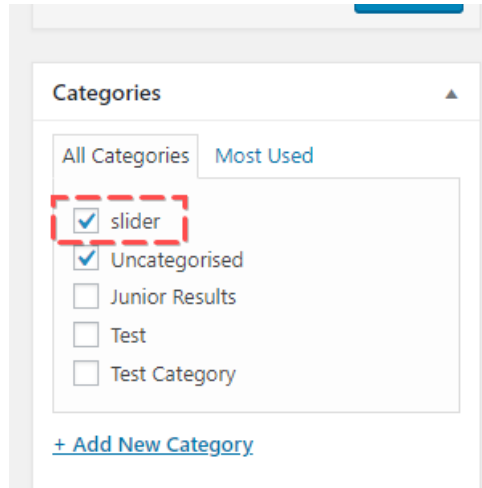 Categories
All Categories Most Used
slider
Uncategorised
Junior Results
Test
Test Category
+ Add New Category